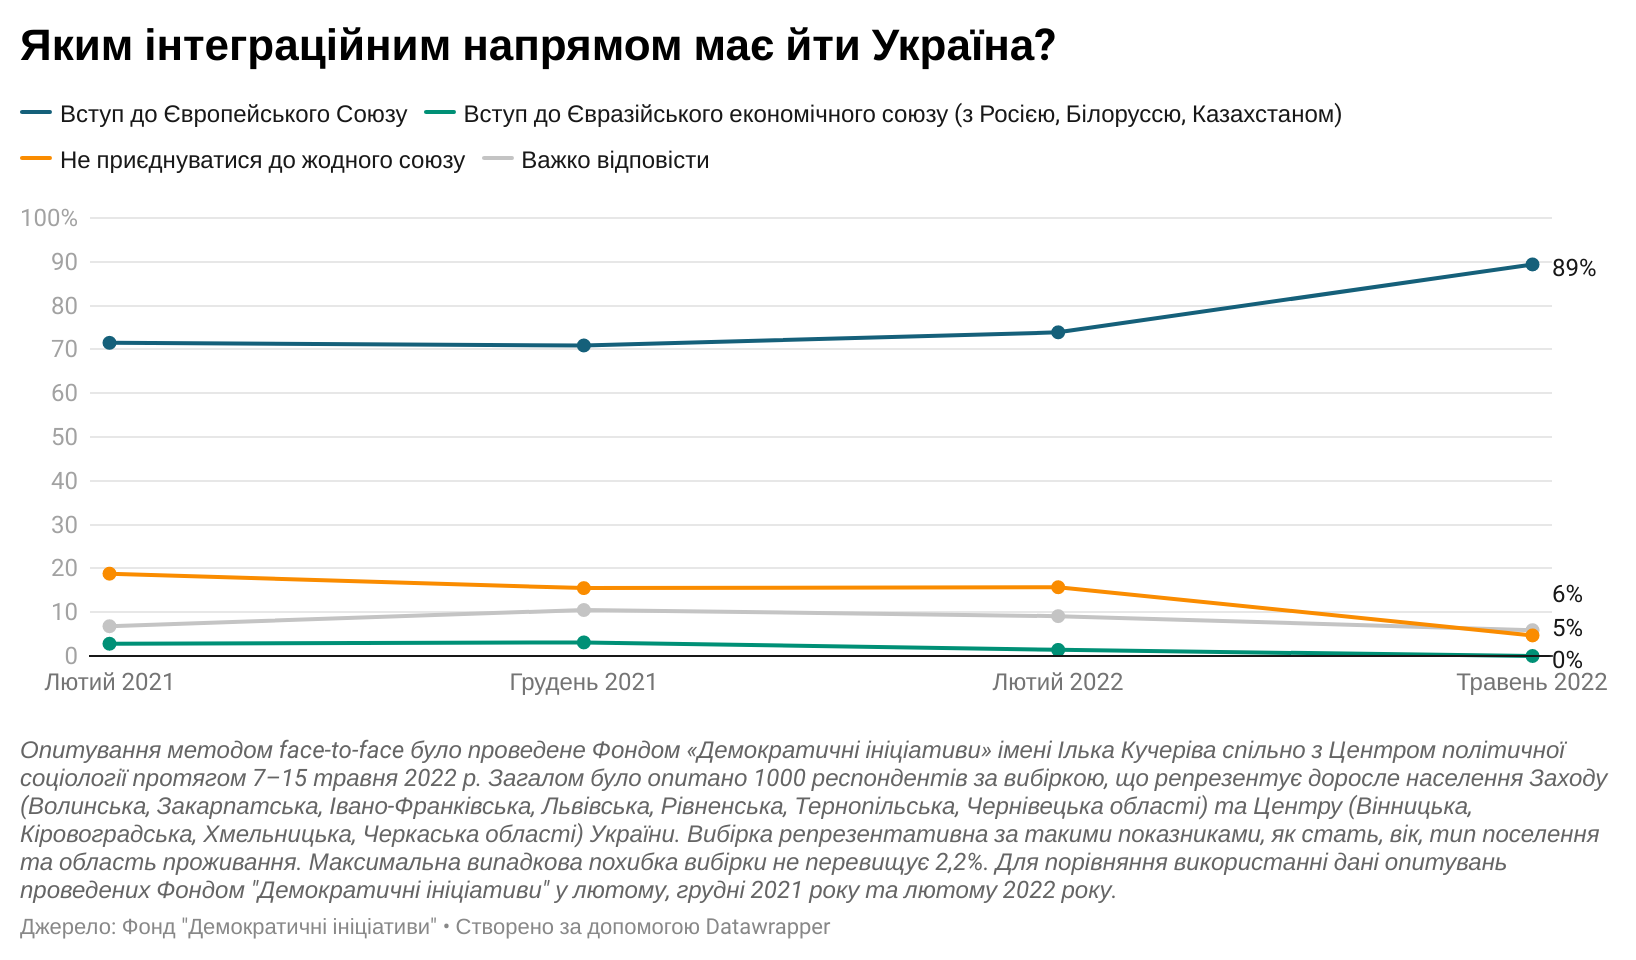 Яким інтеграційним напрямом має йти Україна?
Вступ до Європейського Союзу Вступ до Євразійського економічного союзу (з Росією, Білоруссю, Казахстаном)
Не приєднуватися до жодного союзу Важко відповісти
100%
90
89%
80
70
60
50
40
30
20
10
6%
5%
0
0%
Лютий 2021 Грудень 2021 Лютий 2022 Травень 2022
Опитування методом face-to-face було проведене Фондом «Демократичні ініціативи» імені Ілька Кучеріва спільно з Центром політичної
соціології протягом 7–15 травня 2022 р. Загалом було опитано 1000 респондентів за вибіркою, що репрезентує доросле населення Заходу
(Волинська, Закарпатська, Івано-Франківська, Львівська, Рівненська, Тернопільська, Чернівецька області) та Центру (Вінницька,
Кіровоградська, Хмельницька, Черкаська області) України. Вибірка репрезентативна за такими показниками, як стать, вік, тип поселення
та область проживання. Максимальна випадкова похибка вибірки не перевищує 2,2%. Для порівняння використанні дані опитувань
проведених Фондом "Демократичні ініціативи" у лютому, грудні 2021 року та лютому 2022 року.
Джерело: Фонд "Демократичні ініціативи" • Створено за допомогою Datawrapper